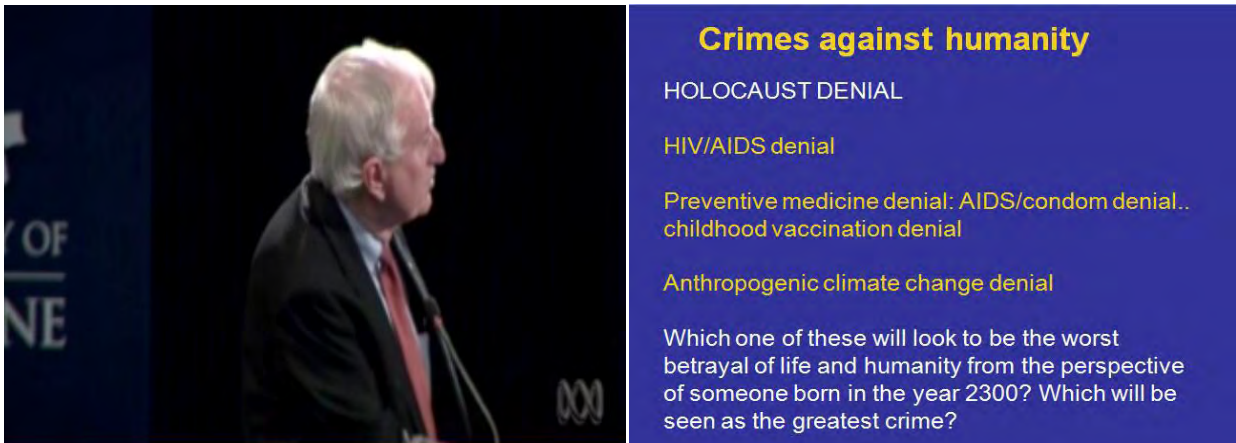 Y OF
NE
Crimes against humanity
HOLOCAUST DENIAL
HIV/AIDS denial
Preventive medicine denial: AIDS/condom denial..
childhood vaccination denial
Anthropogenic climate change denial
Which one of these will look to be the worst
betrayal of life and humanity from the perspective
of someone born in the year 2300? Which will be
seen as the greatest crime?